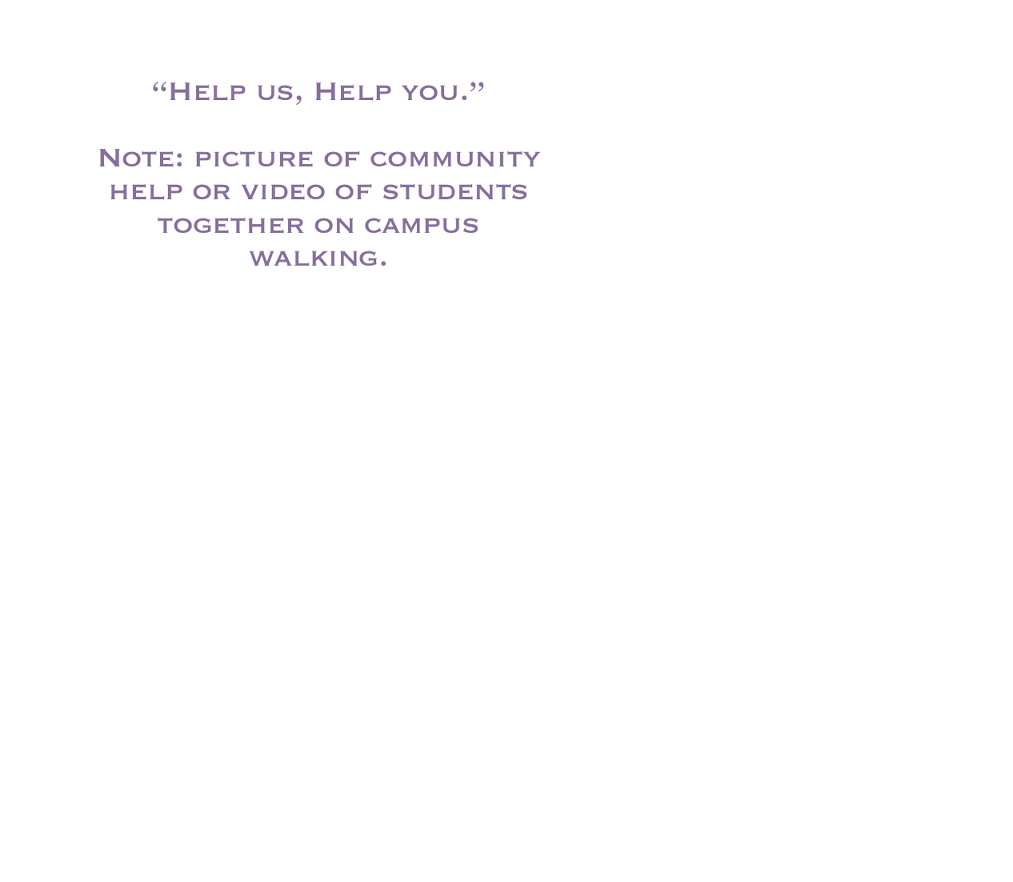 “Help us, Help you.”
Note: picture of community
help or video of students
together on campus
walking.